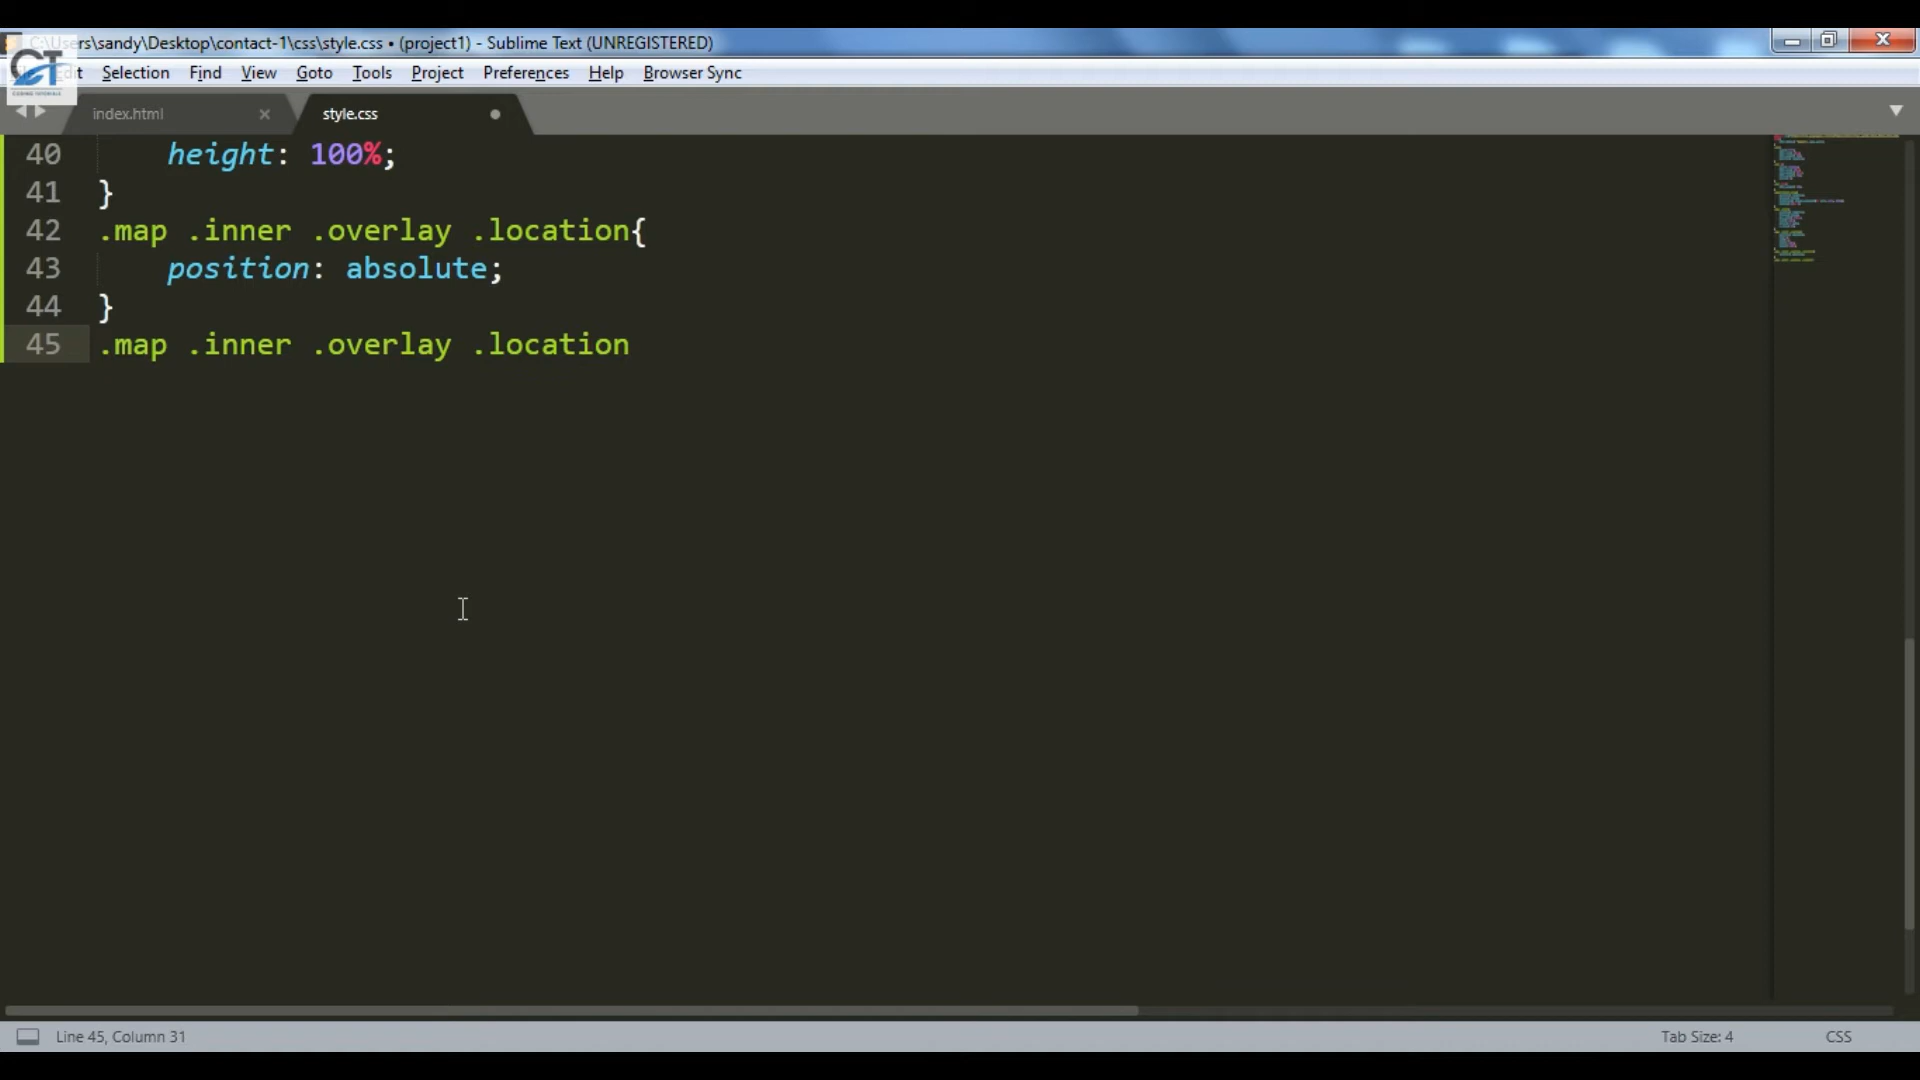 C:\Users\sandy\Desktop\contact-1\css\style.css • (project1) - Sublime Text (UNREGISTERED)
CT
Selection Find View Goto Tools Project Preferences Help Browser Sync
index.html × style.css
40 height: 100%;
41 }
42 .map .inner .overlay .location{
43 position: absolute;
44 }
45 .map .inner .overlay .location
Line 45, Column 31 Tab Size: 4 CSS